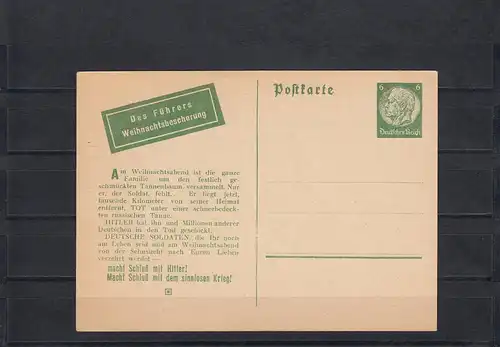 Des Führers
Weihnachtsbescherung
Postkarte
6 6
Deutsches Reich
Am Weihnachtsabend ist die ganze
Familie um den festlich ge-
schmückten Tannenbaum versammelt. Nur
er, der Soldat, fehlt. Er liegt jetzt,
tausende Kilometer von seiner Heimat
entfernt, TOT unter einer schneebedeck-
ten russischen Tanne.
HITLER hat ihn und Millionen anderer
Deutschen in den Tod geschickt.
DEUTSCHE SOLDATEN, die Ihr noch
am Leben seid und am Weihnachtsabend
von der Sehnsucht nach Euren Lieben
verzehrt werdet —
macht Schluß mit Hitler!
Macht Schluß mit dem sinnlosen Krieg!